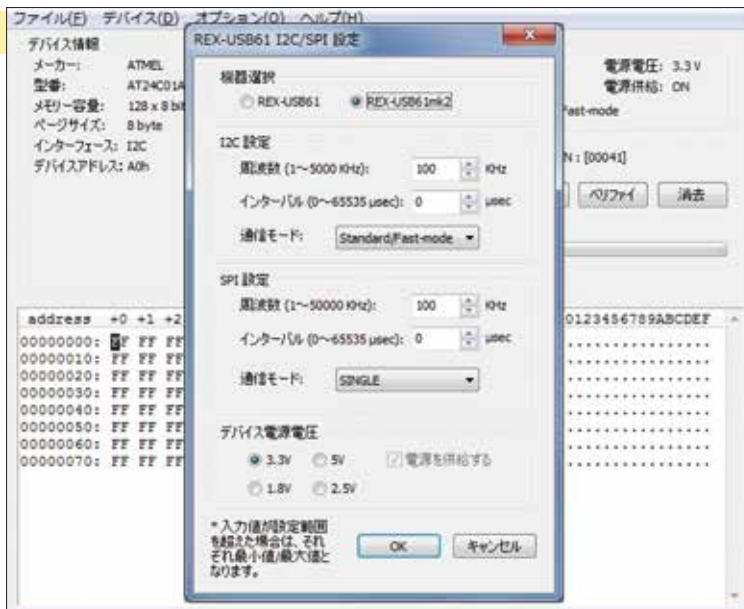 ファイル(F) デバイス(D) オプション(O) ヘルプ(H)
デバイス情報
メーカー: ATMEL
型番: AT24C01A
メモリー容量: 128 x 8 bit
ページサイズ: 8 byte
インターフェース: I2C
デバイスアドレス: A0h
電源電圧: 3.3 V
電源供給: ON
Fast-mode
N : [00041]
ベリファイ 消去
REX-USB61 I2C/SPI 設定
機器選択
REX-USB61 REX-USB61mk2
I2C 設定
周波数 (1～5000 KHz): 100 KHz
インターバル (0～65535 μsec): 0 μsec
通信モード: Standard/Fast-mode
SPI 設定
周波数 (1～50000 KHz): 100 KHz
インターバル (0～65535 μsec): 0 μsec
通信モード: SINGLE
デバイス電源電圧
3.3V 5V 電源を供給する
1.8V 2.5V
* 入力値が設定範囲
を超えた場合は、それ
ぞれ最小値/最大値と
なります。
OK キャンセル
address +0 +1 +2 0123456789ABCDEF
00000000: FF FF FF ................
00000010: FF FF FF ................
00000020: FF FF FF ................
00000030: FF FF FF ................
00000040: FF FF FF ................
00000050: FF FF FF ................
00000060: FF FF FF ................
00000070: FF FF FF ................